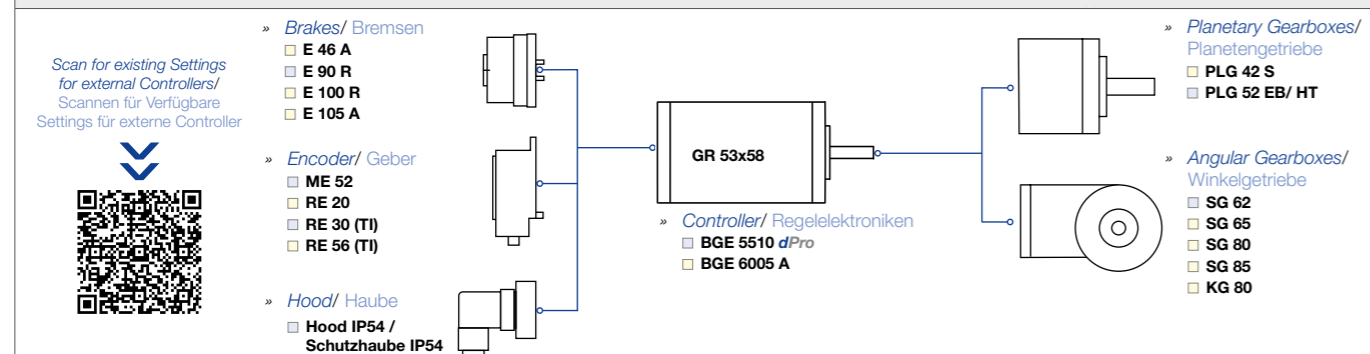 Scan for existing Settings
for external Controllers/
Scannen für Verfügbare
Settings für externe Controller
» Brakes/ Bremsen
E 46 A
E 90 R
E 100 R
E 105 A
» Encoder/ Geber
ME 52
RE 20
RE 30 (TI)
RE 56 (TI)
» Hood/ Haube
Hood IP54 /
Schutzhaube IP54
GR 53x58
» Controller/ Regelelektroniken
BGE 5510 dPro
BGE 6005 A
» Planetary Gearboxes/
Planetengetriebe
PLG 42 S
PLG 52 EB/ HT
» Angular Gearboxes/
Winkelgetriebe
SG 62
SG 65
SG 80
SG 85
KG 80